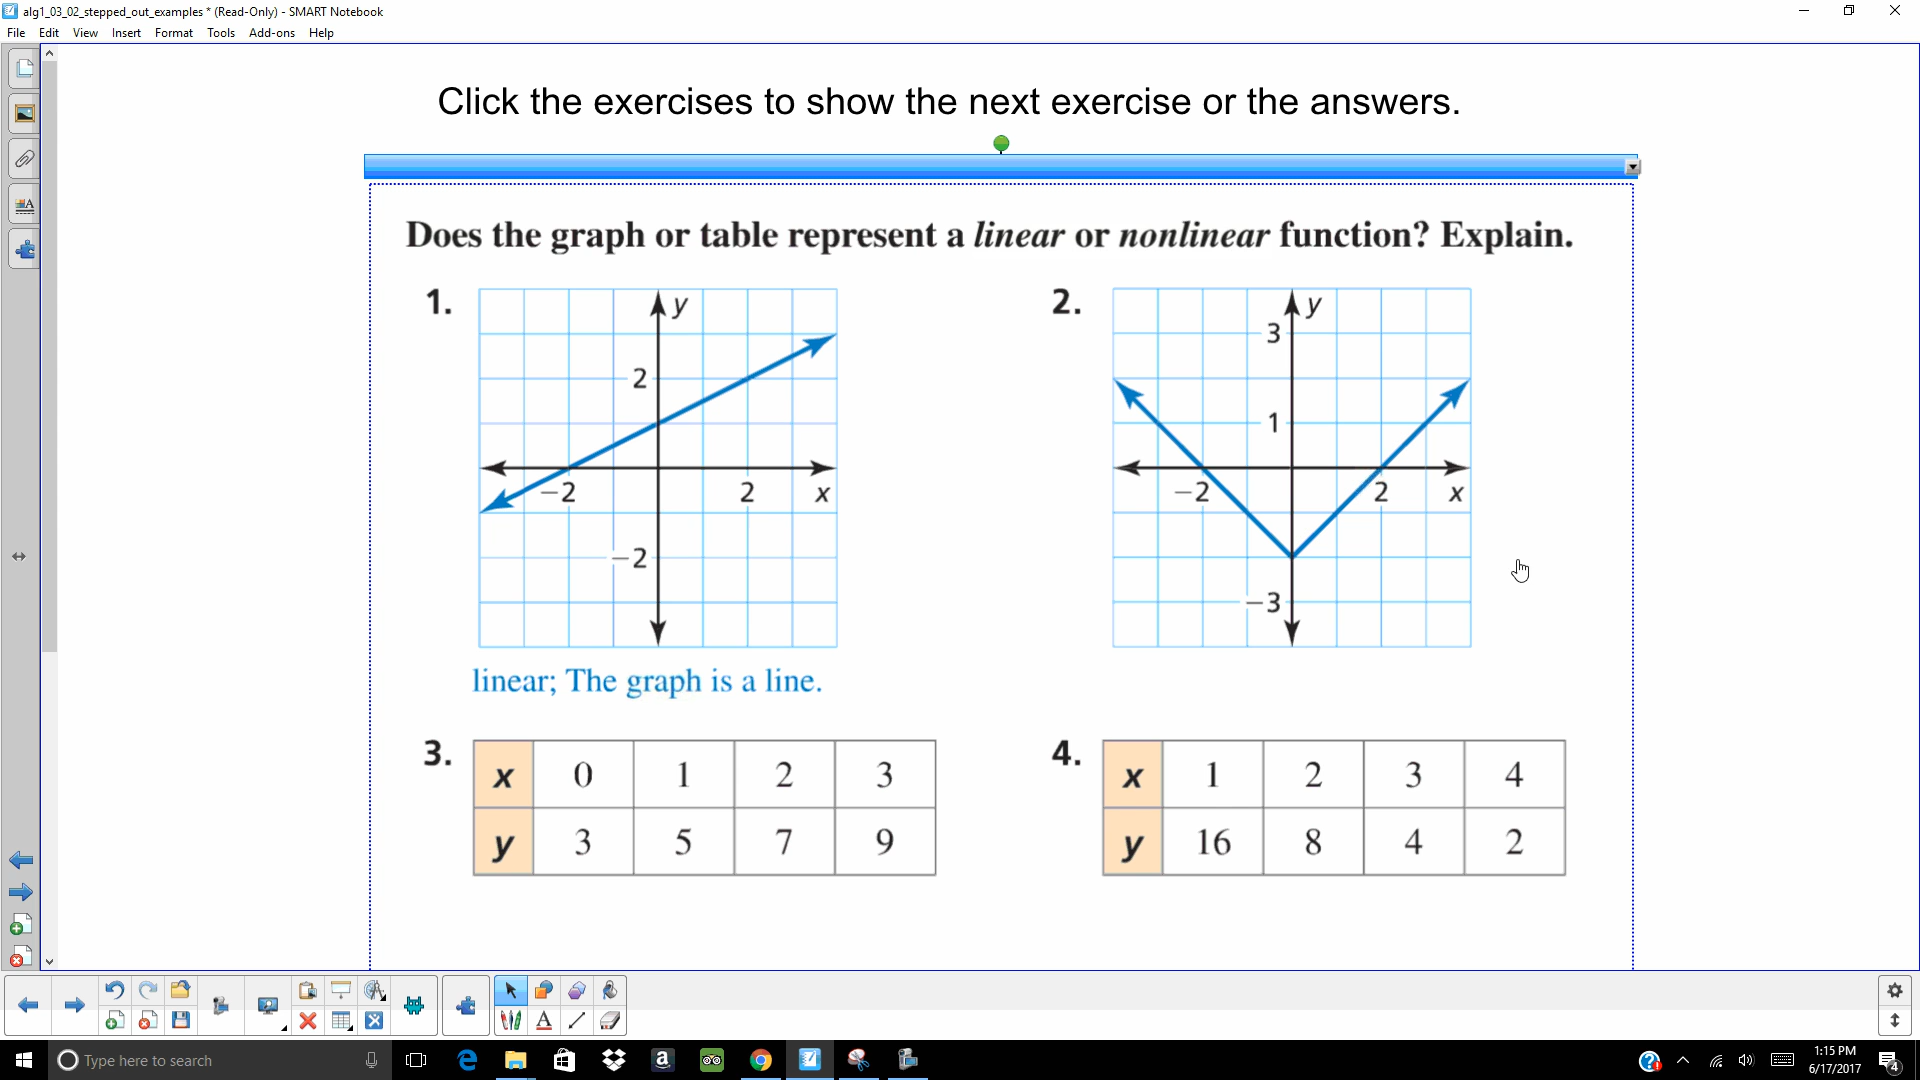 alg1_03_02_stepped_out_examples * (Read-Only) - SMART Notebook
File Edit View Insert Format Tools Add-ons Help
Click the exercises to show the next exercise or the answers.
Does the graph or table represent a linear or nonlinear function? Explain.
1.
y
2
−2 2 x
−2
linear; The graph is a line.
2.
y
3
1
−2 2 x
−3
3.
x 0 1 2 3
y 3 5 7 9
4.
x 1 2 3 4
y 16 8 4 2
Type here to search
1:15 PM
6/17/2017
4